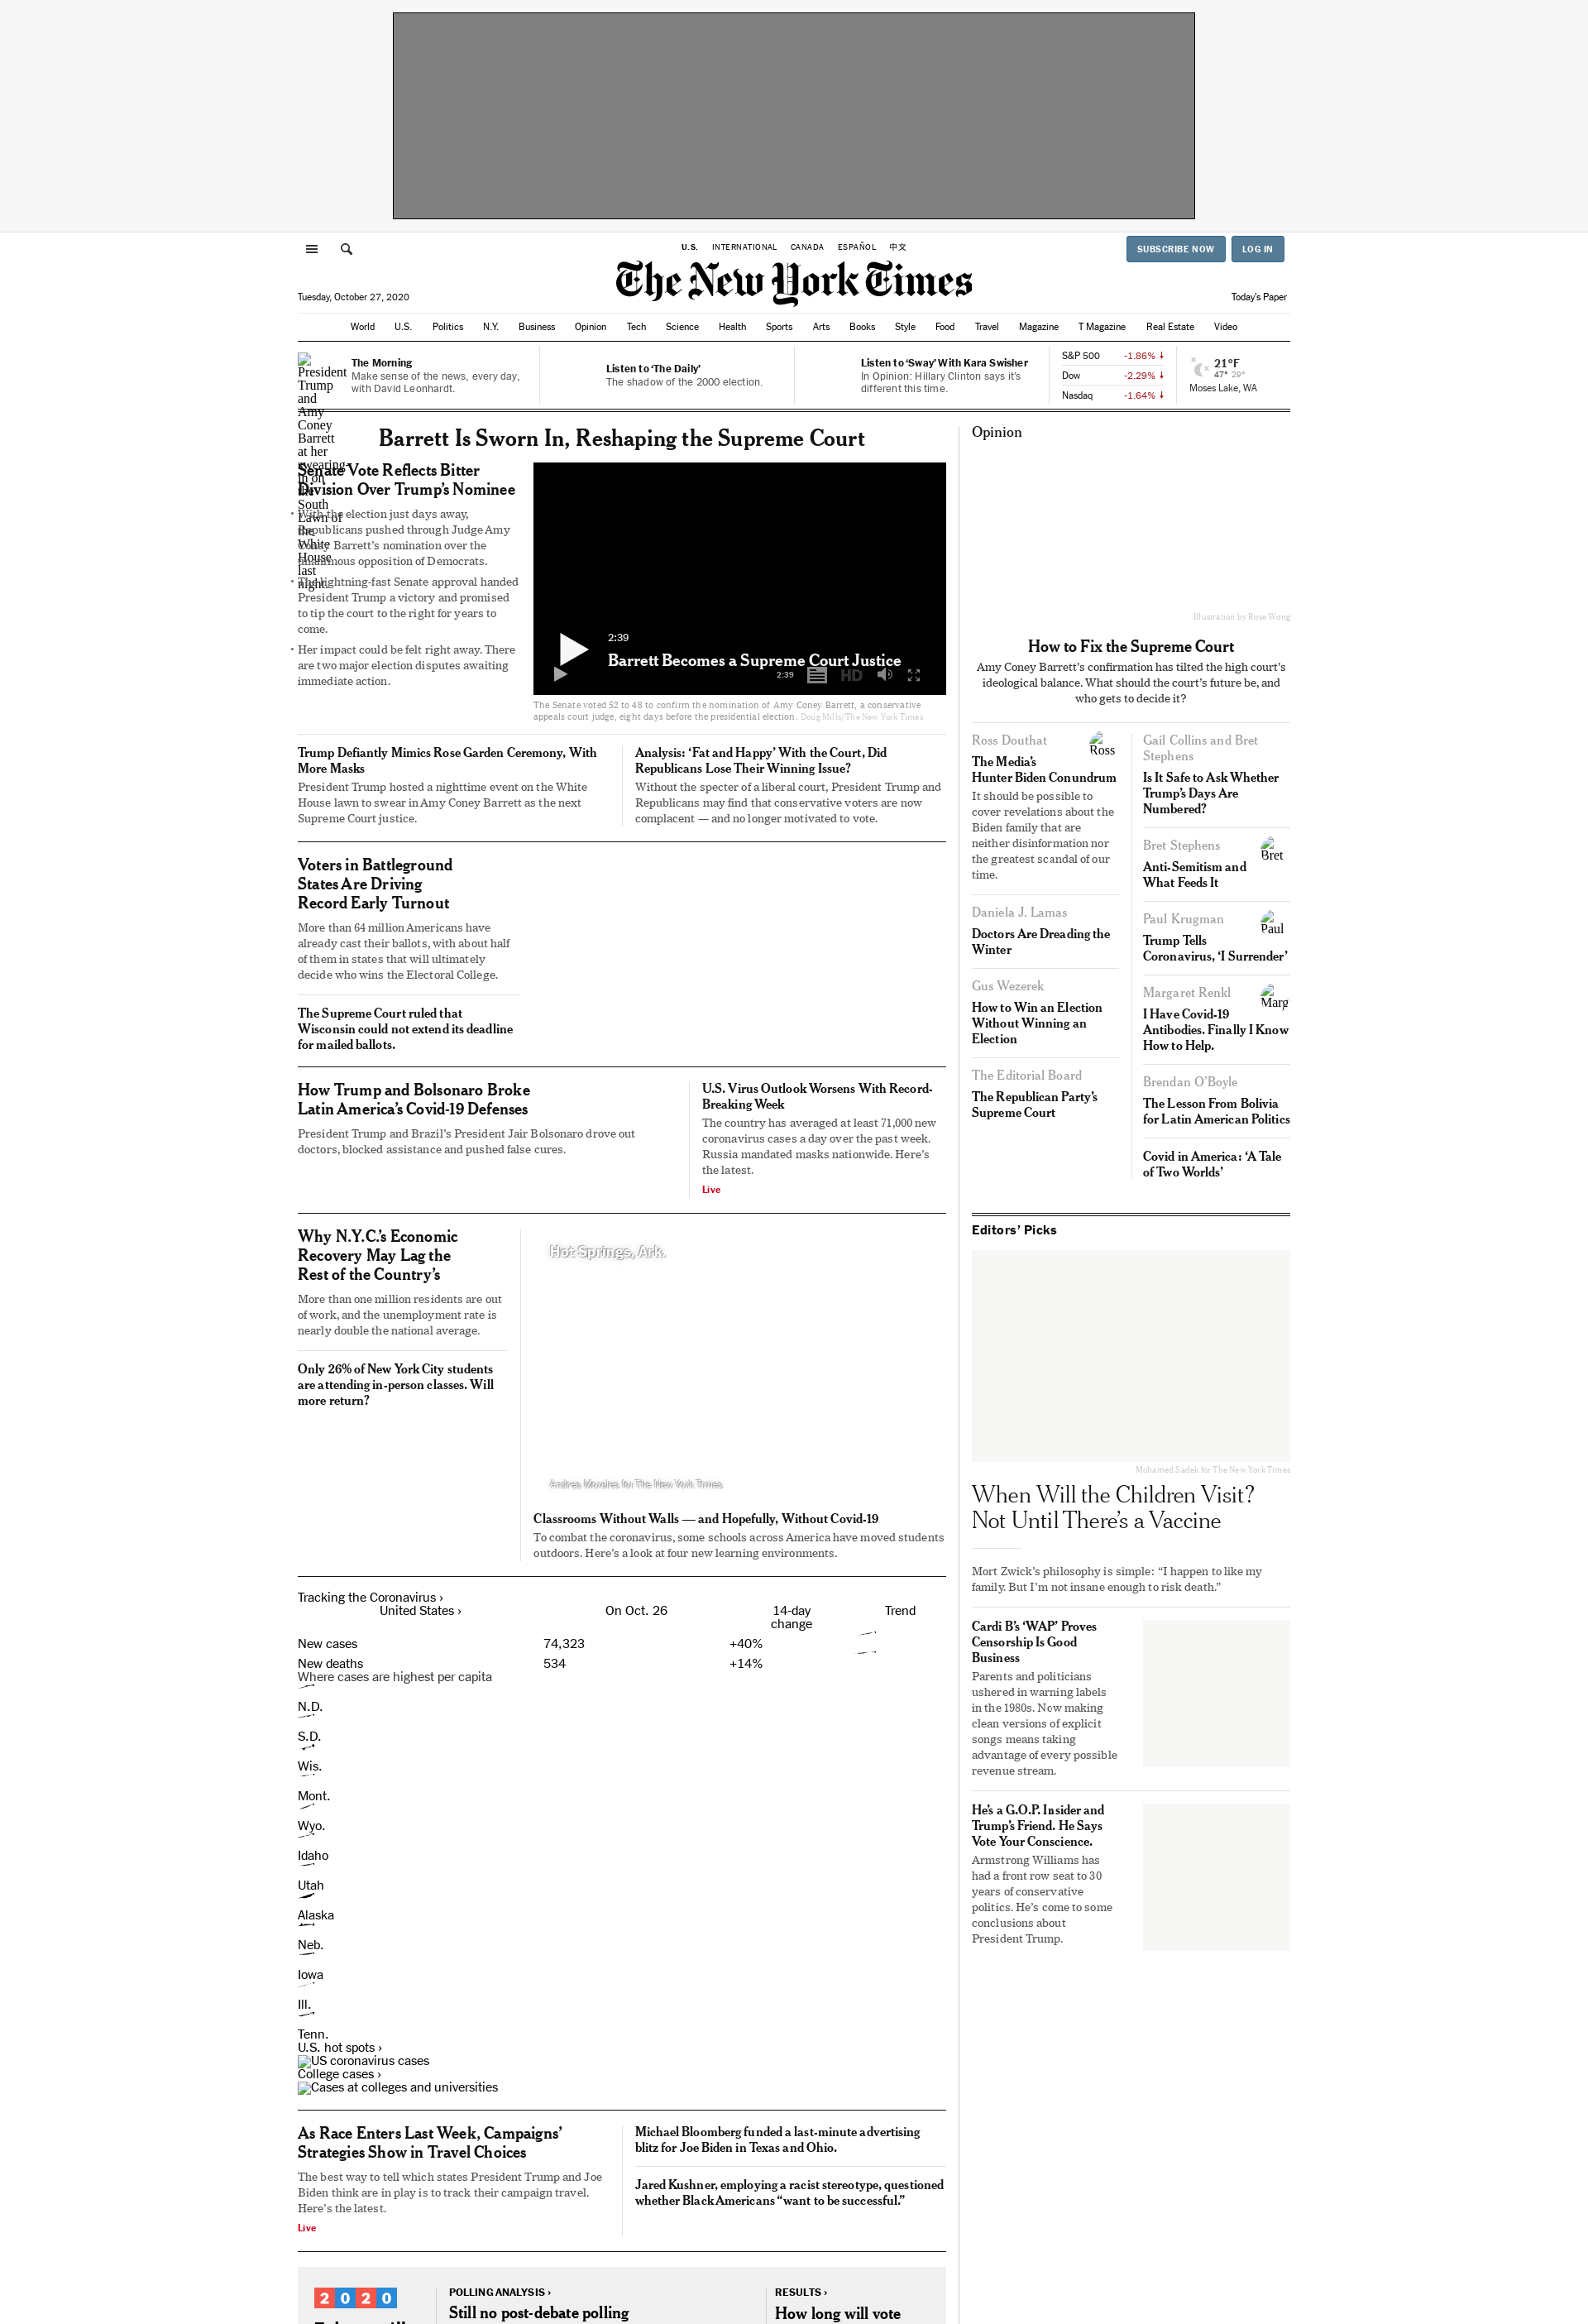 U.S. INTERNATIONAL CANADA ESPAÑOL 中文
SUBSCRIBE NOW LOG IN
The New York Times
Tuesday, October 27, 2020
Today's Paper
World U.S. Politics N.Y. Business Opinion Tech Science Health Sports Arts Books Style Food Travel Magazine T Magazine Real Estate Video
President
Trump
and
Amy
Coney
Barrett
at her
swearing-
in on
the
South
Lawn of
the
White
House
last
night.
The Morning
Make sense of the news, every day,
with David Leonhardt.
Listen to ‘The Daily’
The shadow of the 2000 election.
Listen to ‘Sway’ With Kara Swisher
In Opinion: Hillary Clinton says it’s
different this time.
S&P 500 -1.86%
Dow -2.29%
Nasdaq -1.64%
21°F
47° 29°
Moses Lake, WA
Barrett Is Sworn In, Reshaping the Supreme Court
Senate Vote Reflects Bitter
Division Over Trump’s Nominee
• With the election just days away,
Republicans pushed through Judge Amy
Coney Barrett’s nomination over the
unanimous opposition of Democrats.
• The lightning-fast Senate approval handed
President Trump a victory and promised
to tip the court to the right for years to
come.
• Her impact could be felt right away. There
are two major election disputes awaiting
immediate action.
2:39
Barrett Becomes a Supreme Court Justice
2:39 HD
The Senate voted 52 to 48 to confirm the nomination of Amy Coney Barrett, a conservative
appeals court judge, eight days before the presidential election. Doug Mills/The New York Times
Trump Defiantly Mimics Rose Garden Ceremony, With
More Masks
President Trump hosted a nighttime event on the White
House lawn to swear in Amy Coney Barrett as the next
Supreme Court justice.
Analysis: ‘Fat and Happy’ With the Court, Did
Republicans Lose Their Winning Issue?
Without the specter of a liberal court, President Trump and
Republicans may find that conservative voters are now
complacent — and no longer motivated to vote.
Voters in Battleground
States Are Driving
Record Early Turnout
More than 64 million Americans have
already cast their ballots, with about half
of them in states that will ultimately
decide who wins the Electoral College.
The Supreme Court ruled that
Wisconsin could not extend its deadline
for mailed ballots.
How Trump and Bolsonaro Broke
Latin America’s Covid-19 Defenses
President Trump and Brazil’s President Jair Bolsonaro drove out
doctors, blocked assistance and pushed false cures.
U.S. Virus Outlook Worsens With Record-
Breaking Week
The country has averaged at least 71,000 new
coronavirus cases a day over the past week.
Russia mandated masks nationwide. Here’s
the latest.
Live
Why N.Y.C.’s Economic
Recovery May Lag the
Rest of the Country’s
More than one million residents are out
of work, and the unemployment rate is
nearly double the national average.
Only 26% of New York City students
are attending in-person classes. Will
more return?
Hot Springs, Ark.
Andrea Morales for The New York Times
Classrooms Without Walls — and Hopefully, Without Covid-19
To combat the coronavirus, some schools across America have moved students
outdoors. Here’s a look at four new learning environments.
Tracking the Coronavirus ›
United States › On Oct. 26 14-day
change Trend
New cases 74,323 +40%
New deaths 534 +14%
Where cases are highest per capita
N.D.
S.D.
Wis.
Mont.
Wyo.
Idaho
Utah
Alaska
Neb.
Iowa
Ill.
Tenn.
U.S. hot spots ›
US coronavirus cases
College cases ›
Cases at colleges and universities
As Race Enters Last Week, Campaigns’
Strategies Show in Travel Choices
The best way to tell which states President Trump and Joe
Biden think are in play is to track their campaign travel.
Here’s the latest.
Live
Michael Bloomberg funded a last-minute advertising
blitz for Joe Biden in Texas and Ohio.
Jared Kushner, employing a racist stereotype, questioned
whether Black Americans “want to be successful.”
2020
POLLING ANALYSIS ›
Still no post-debate polling
RESULTS ›
How long will vote
Opinion
Illustration by Rose Wong
How to Fix the Supreme Court
Amy Coney Barrett’s confirmation has tilted the high court’s
ideological balance. What should the court’s future be, and
who gets to decide it?
Ross Douthat
Ross
The Media’s
Hunter Biden Conundrum
It should be possible to
cover revelations about the
Biden family that are
neither disinformation nor
the greatest scandal of our
time.
Daniela J. Lamas
Doctors Are Dreading the
Winter
Gus Wezerek
How to Win an Election
Without Winning an
Election
The Editorial Board
The Republican Party’s
Supreme Court
Gail Collins and Bret
Stephens
Is It Safe to Ask Whether
Trump’s Days Are
Numbered?
Bret Stephens
Bret
Anti-Semitism and
What Feeds It
Paul Krugman
Paul
Trump Tells
Coronavirus, ‘I Surrender’
Margaret Renkl
Marg
I Have Covid-19
Antibodies. Finally I Know
How to Help.
Brendan O’Boyle
The Lesson From Bolivia
for Latin American Politics
Covid in America: ‘A Tale
of Two Worlds’
Editors’ Picks
Mohamed Sadek for The New York Times
When Will the Children Visit?
Not Until There’s a Vaccine
Mort Zwick’s philosophy is simple: “I happen to like my
family. But I’m not insane enough to risk death.”
Cardi B’s ‘WAP’ Proves
Censorship Is Good
Business
Parents and politicians
ushered in warning labels
in the 1980s. Now making
clean versions of explicit
songs means taking
advantage of every possible
revenue stream.
He’s a G.O.P. Insider and
Trump’s Friend. He Says
Vote Your Conscience.
Armstrong Williams has
had a front row seat to 30
years of conservative
politics. He’s come to some
conclusions about
President Trump.